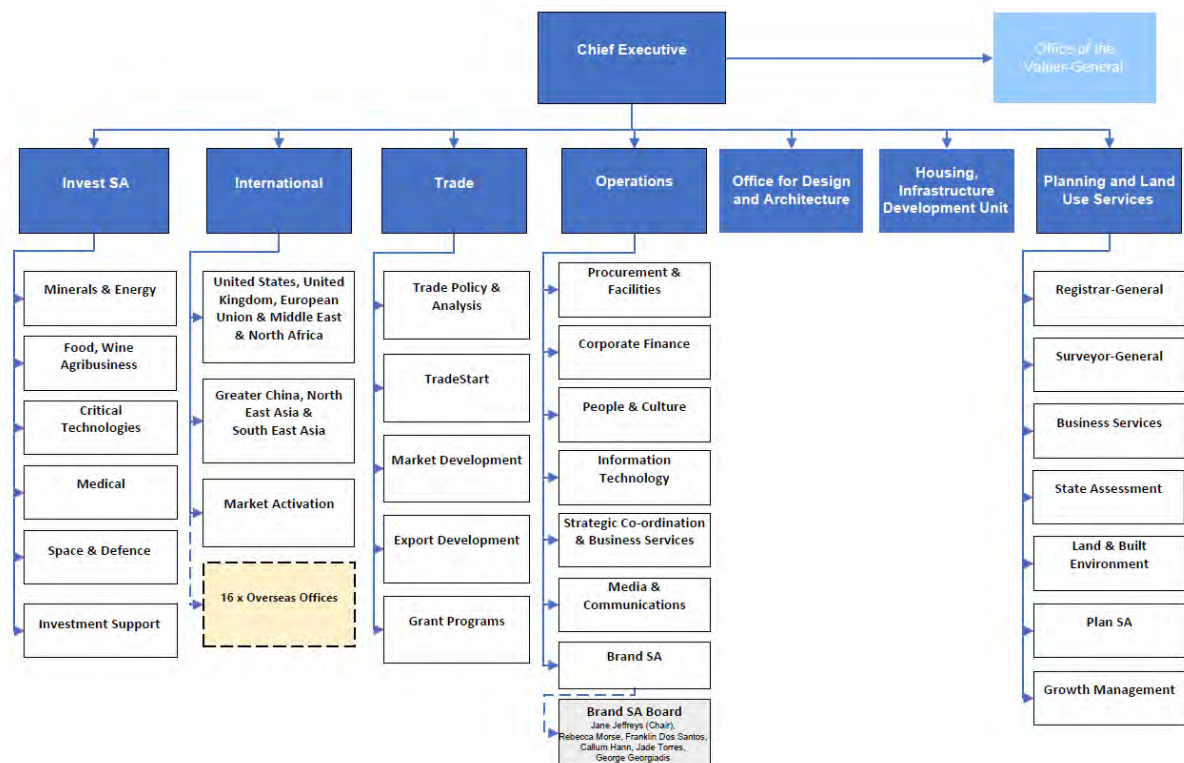 Chief Executive
Office of the
Valuer-General
Invest SA
International
Trade
Operations
Office for Design
and Architecture
Housing,
Infrastructure
Development Unit
Planning and Land
Use Services
Minerals & Energy
Food, Wine
Agribusiness
Critical
Technologies
Medical
Space & Defence
Investment Support
United States, United
Kingdom, European
Union & Middle East
& North Africa
Greater China, North
East Asia &
South East Asia
Market Activation
16 x Overseas Offices
Trade Policy &
Analysis
TradeStart
Market Development
Export Development
Grant Programs
Procurement &
Facilities
Corporate Finance
People & Culture
Information
Technology
Strategic Co-ordination
& Business Services
Media &
Communications
Brand SA
Brand SA Board
Jane Jeffreys (Chair),
Rebecca Morse, Franklin Dos Santos,
Callum Hann, Jade Torres,
George Georgiadis
Registrar-General
Surveyor-General
Business Services
State Assessment
Land & Built
Environment
Plan SA
Growth Management